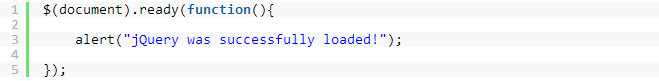 1 $(document).ready(function(){
2
3     alert("jQuery was successfully loaded!");
4
5 });